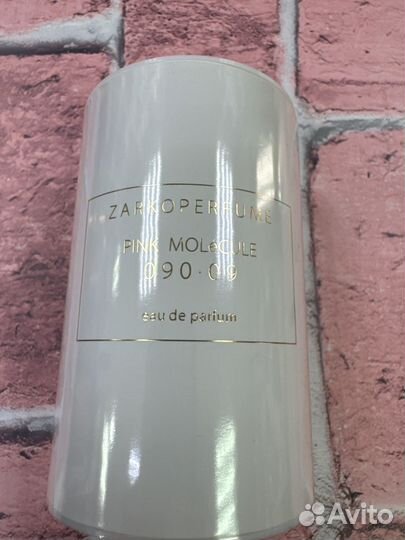 ZARKOPERFUME
PINK MOLéCULE
090·09
eau de parfum
Avito